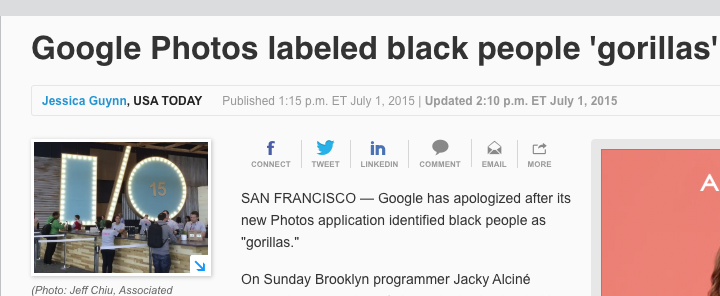 Google Photos labeled black people 'gorillas'
Jessica Guynn, USA TODAY Published 1:15 p.m. ET July 1, 2015 | Updated 2:10 p.m. ET July 1, 2015
I/O
15
CONNECT TWEET LINKEDIN COMMENT EMAIL MORE
SAN FRANCISCO — Google has apologized after its
new Photos application identified black people as
"gorillas."
On Sunday Brooklyn programmer Jacky Alciné
(Photo: Jeff Chiu, Associated
A